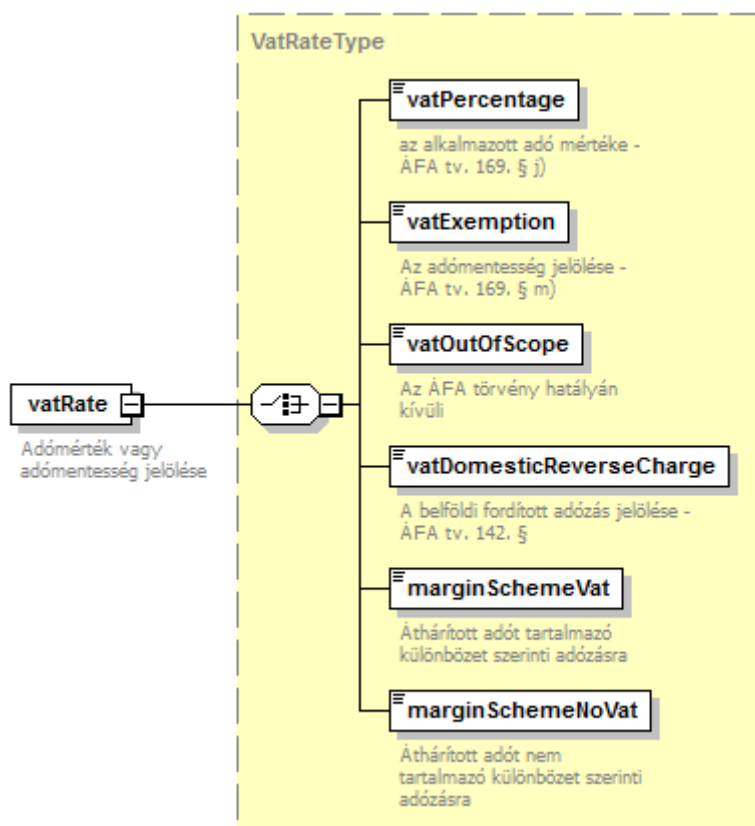 VatRateType
vatPercentage
az alkalmazott adó mértéke -
ÁFA tv. 169. § j)
vatExemption
Az adómentesség jelölése -
ÁFA tv. 169. § m)
vatOutOfScope
Az ÁFA törvény hatályán
kívüli
vatRate
Adómérték vagy
adómentesség jelölése
vatDomesticReverseCharge
A belföldi fordított adózás jelölése -
ÁFA tv. 142. §
marginSchemeVat
Áthárított adót tartalmazó
különbözet szerinti adózásra
marginSchemeNoVat
Áthárított adót nem
tartalmazó különbözet szerinti
adózásra